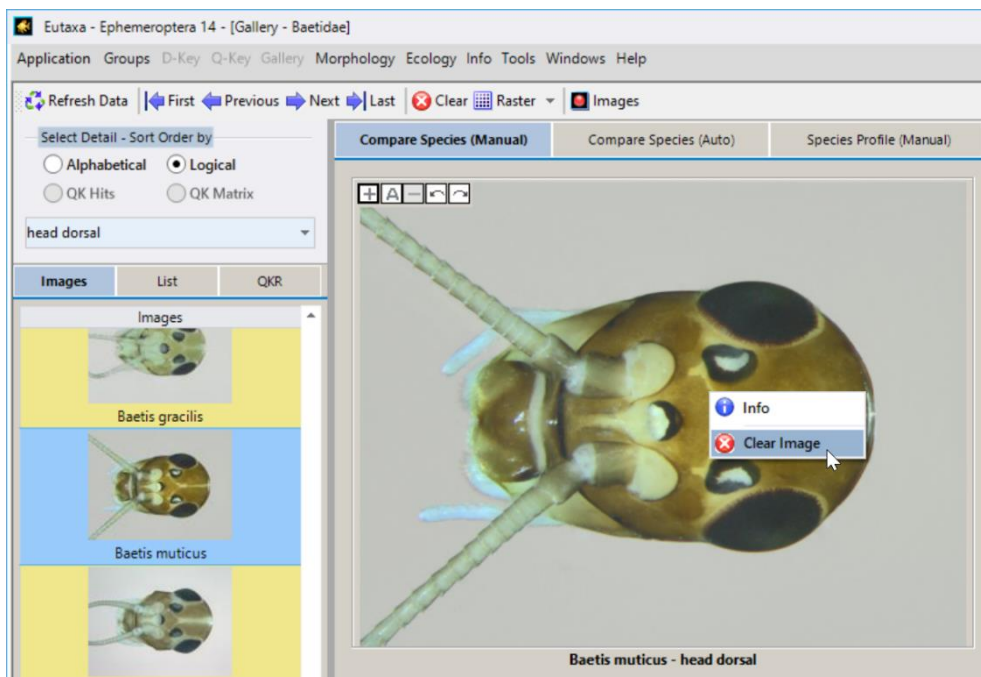 Eutaxa - Ephemeroptera 14 - [Gallery - Baetidae]
Application Groups D-Key Q-Key Gallery Morphology Ecology Info Tools Windows Help
Refresh Data First Previous Next Last Clear Raster Images
Select Detail - Sort Order by
Alphabetical Logical
QK Hits QK Matrix
head dorsal
Images List QKR
Images
Baetis gracilis
Baetis muticus
Compare Species (Manual) Compare Species (Auto) Species Profile (Manual)
A
Info
Clear Image
Baetis muticus - head dorsal